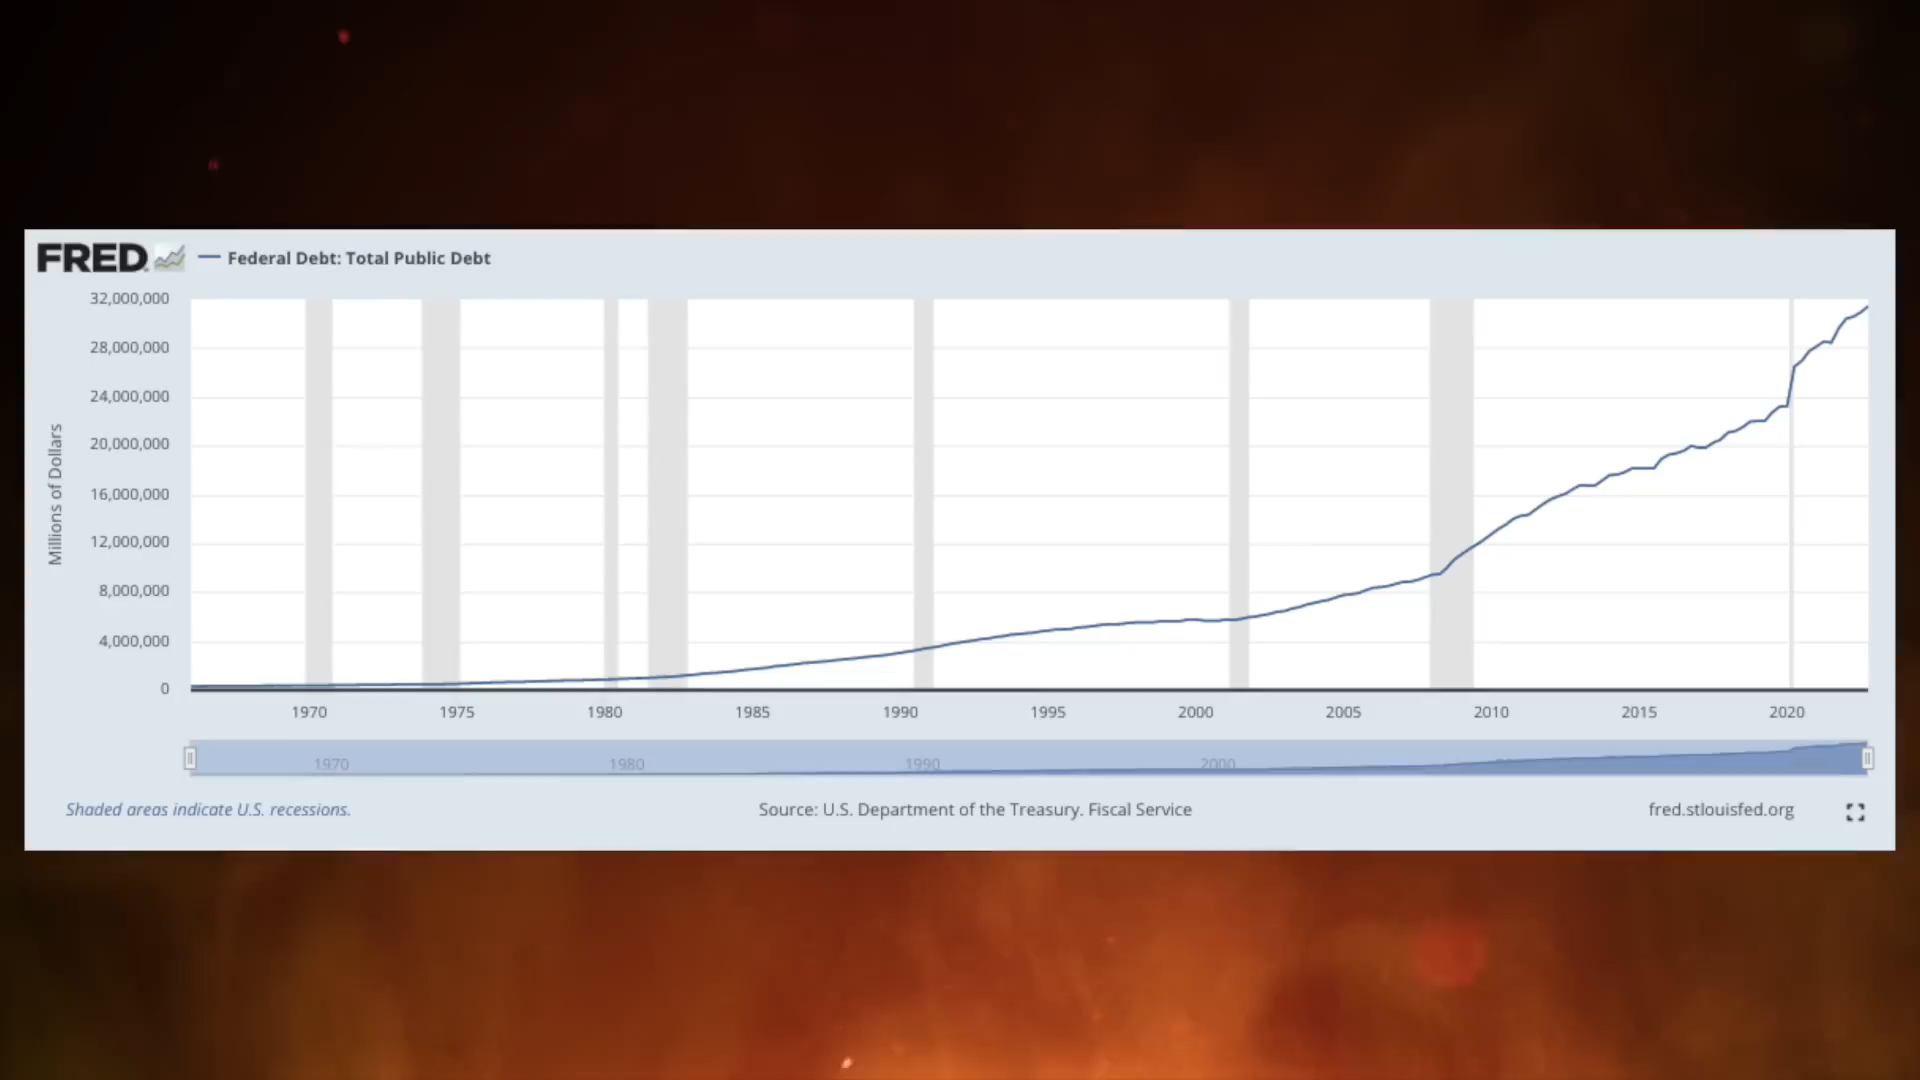 FRED
Federal Debt: Total Public Debt
32,000,000
28,000,000
24,000,000
20,000,000
16,000,000
12,000,000
8,000,000
4,000,000
0
Millions of Dollars
1970 1975 1980 1985 1990 1995 2000 2005 2010 2015 2020
1970 1980 1990 2000
Shaded areas indicate U.S. recessions.
Source: U.S. Department of the Treasury. Fiscal Service
fred.stlouisfed.org